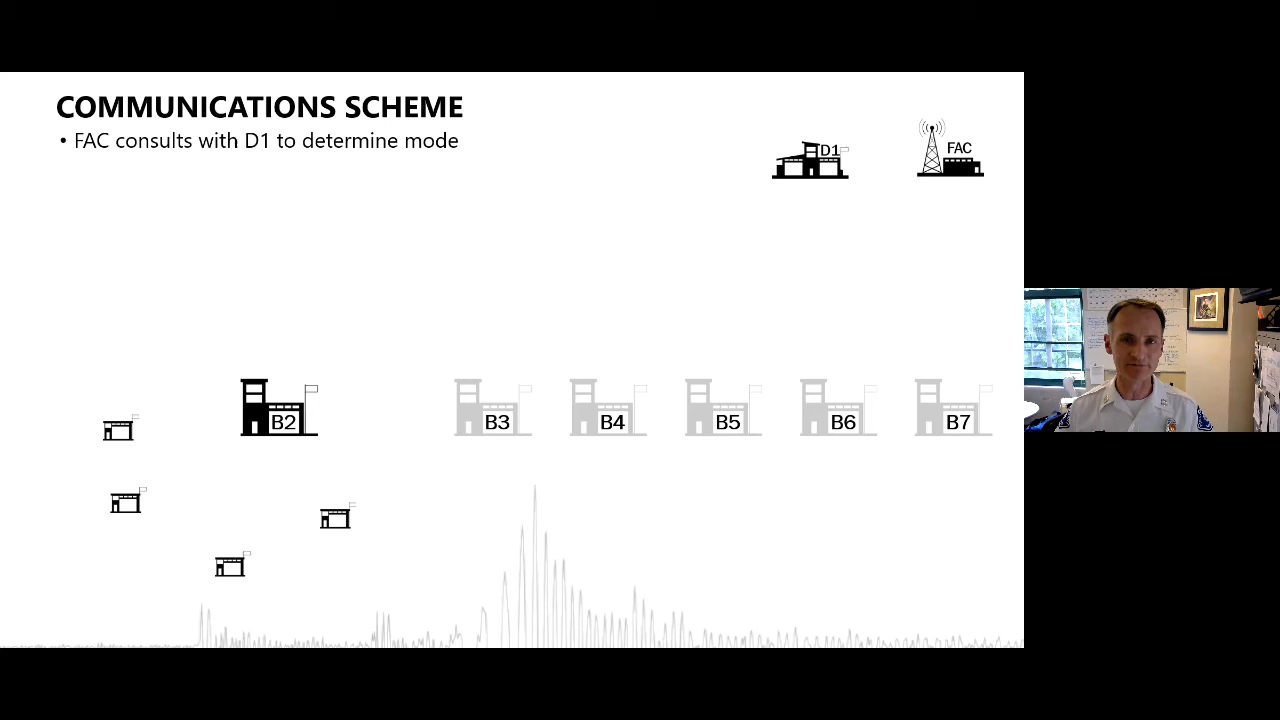 COMMUNICATIONS SCHEME
• FAC consults with D1 to determine mode
D1
FAC
B2
B3
B4
B5
B6
B7